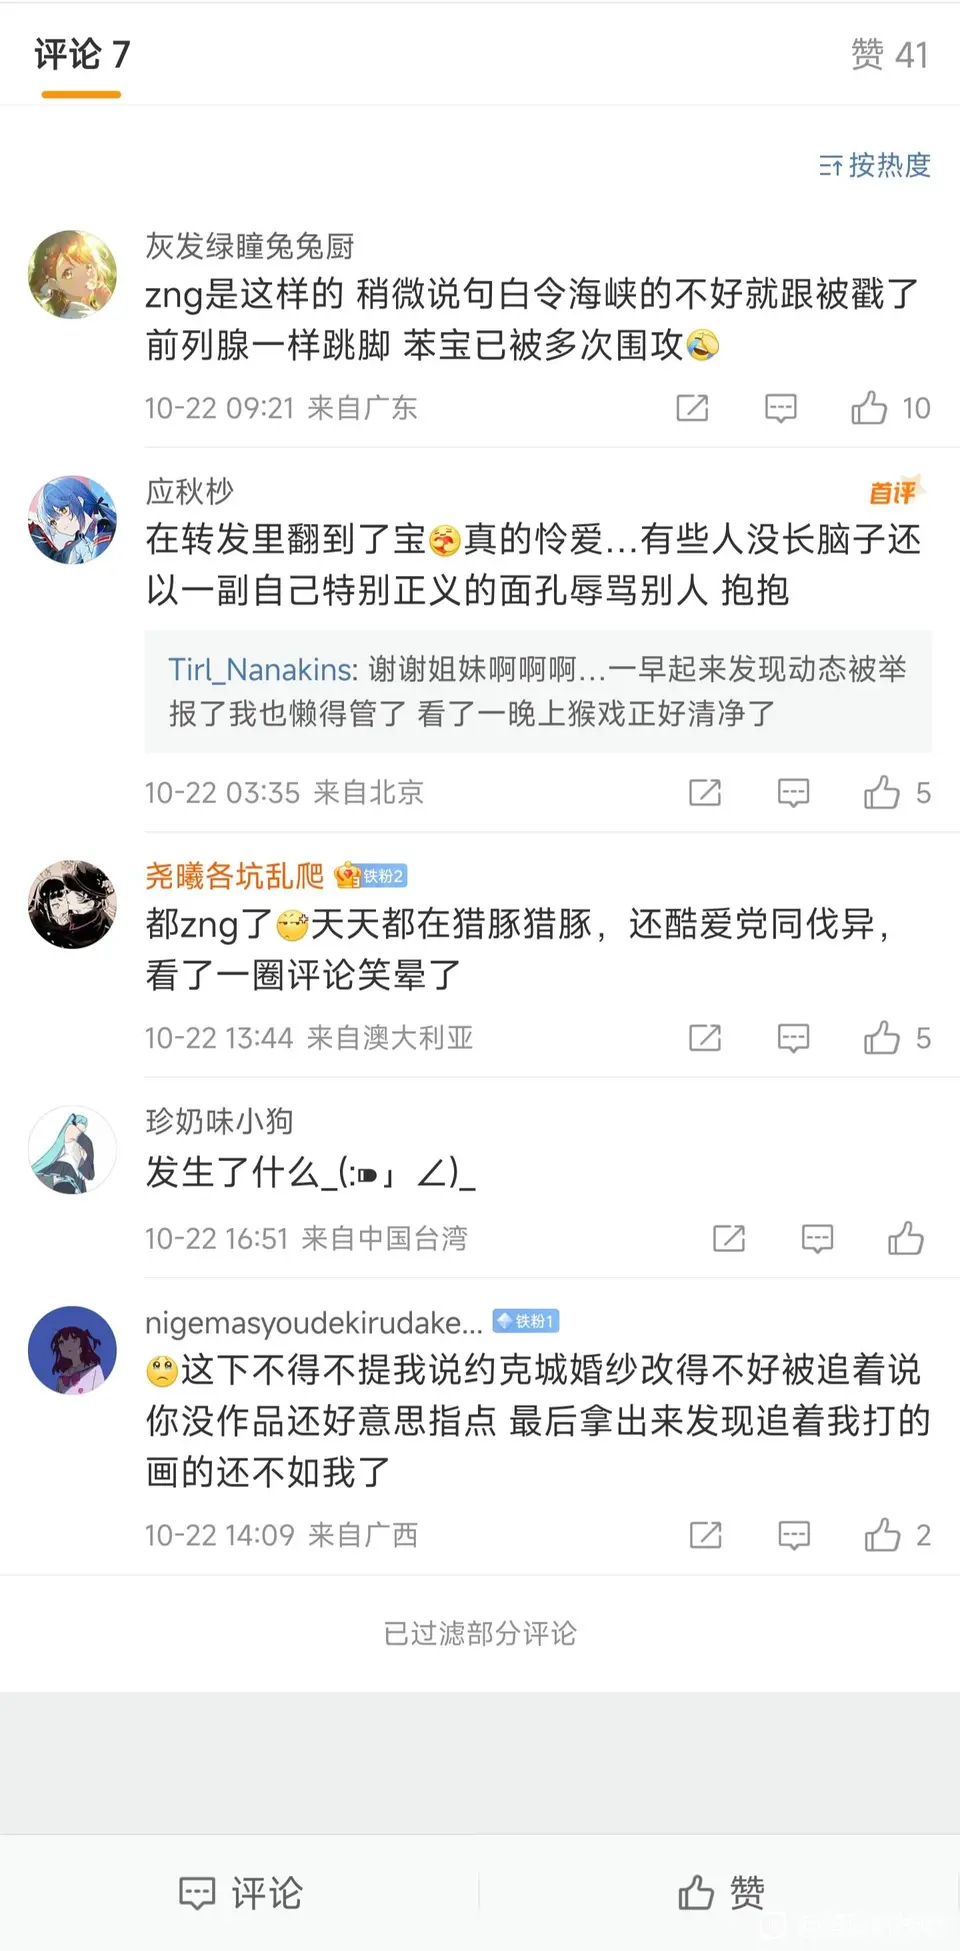 评论 7
赞 41
按热度
灰发绿瞳兔兔厨
zng是这样的 稍微说句白令海峡的不好就跟被戳了
前列腺一样跳脚 苯宝已被多次围攻🤣
10-22 09:21 来自广东
10
应秋杪
首评
在转发里翻到了宝真的怜爱...有些人没长脑子还
以一副自己特别正义的面孔辱骂别人 抱抱
Tirl_Nanakins: 谢谢姐妹啊啊啊...一早起来发现动态被举
报了我也懒得管了 看了一晚上猴戏正好清净了
10-22 03:35 来自北京
5
尧曦各坑乱爬 铁粉2
都zng了天天都在猎豚猎豚，还酷爱党同伐异，
看了一圈评论笑晕了
10-22 13:44 来自澳大利亚
5
珍奶味小狗
发生了什么_(:⁍」∠)_
10-22 16:51 来自中国台湾
nigemasyoudekirudake... 铁粉1
这下不得不提我说约克城婚纱改得不好被追着说
你没作品还好意思指点 最后拿出来发现追着我打的
画的还不如我了
10-22 14:09 来自广西
2
已过滤部分评论
评论
赞